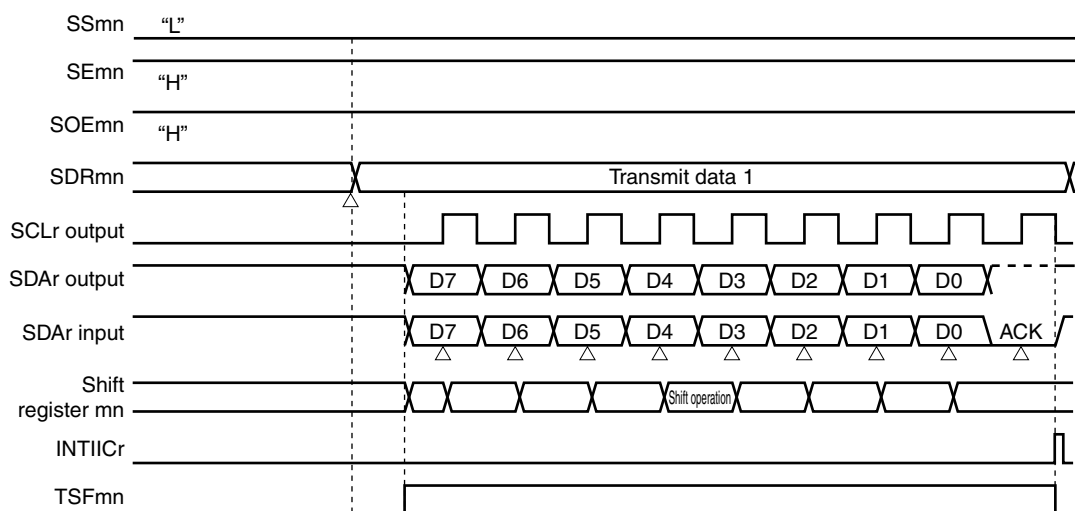 SSmn “L”
SEmn “H”
SOEmn “H”
SDRmn Transmit data 1
SCLr output
SDAr output D7 D6 D5 D4 D3 D2 D1 D0
SDAr input D7 D6 D5 D4 D3 D2 D1 D0 ACK
Shift
register mn Shift operation
INTIICr
TSFmn